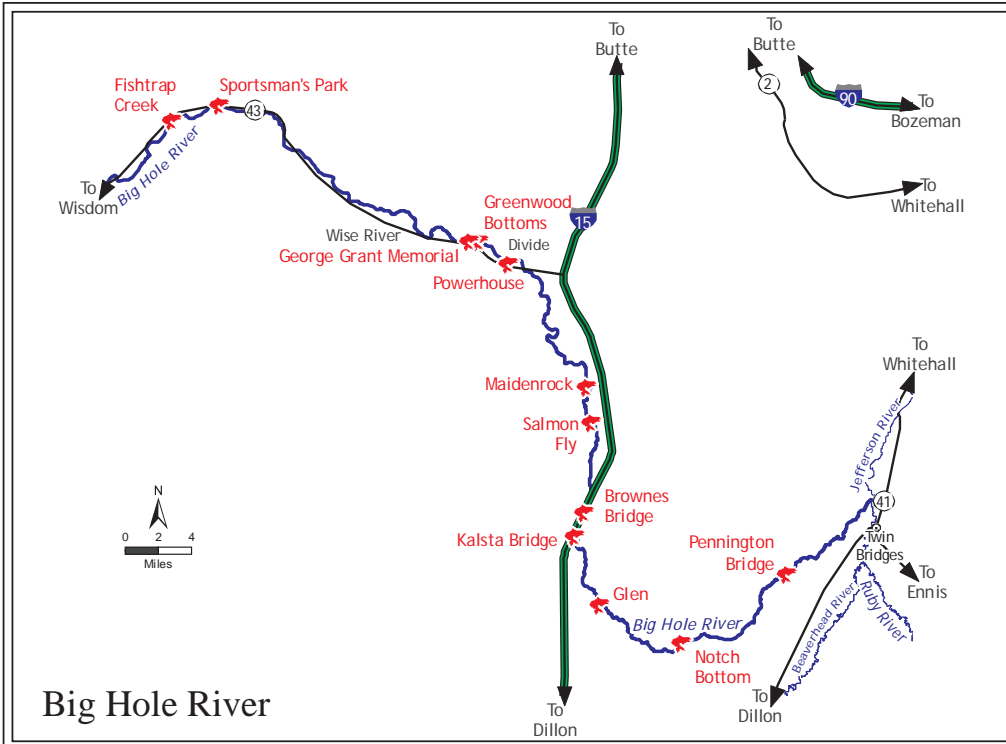 To
Butte
To
Butte
2
90
To
Bozeman
Fishtrap
Creek
Sportsman's Park
43
Big Hole River
To
Wisdom
To
Whitehall
Greenwood
Bottoms
15
Wise River
Divide
George Grant Memorial
Powerhouse
To
Whitehall
Maidenrock
Salmon
Fly
Jefferson River
41
N
0 2 4
Miles
Brownes
Bridge
Kalsta Bridge
Pennington
Bridge
Twin
Bridges
To
Ennis
Glen
Big Hole River
Beaverhead River
Ruby River
Notch
Bottom
To
Dillon
To
Dillon
Big Hole River